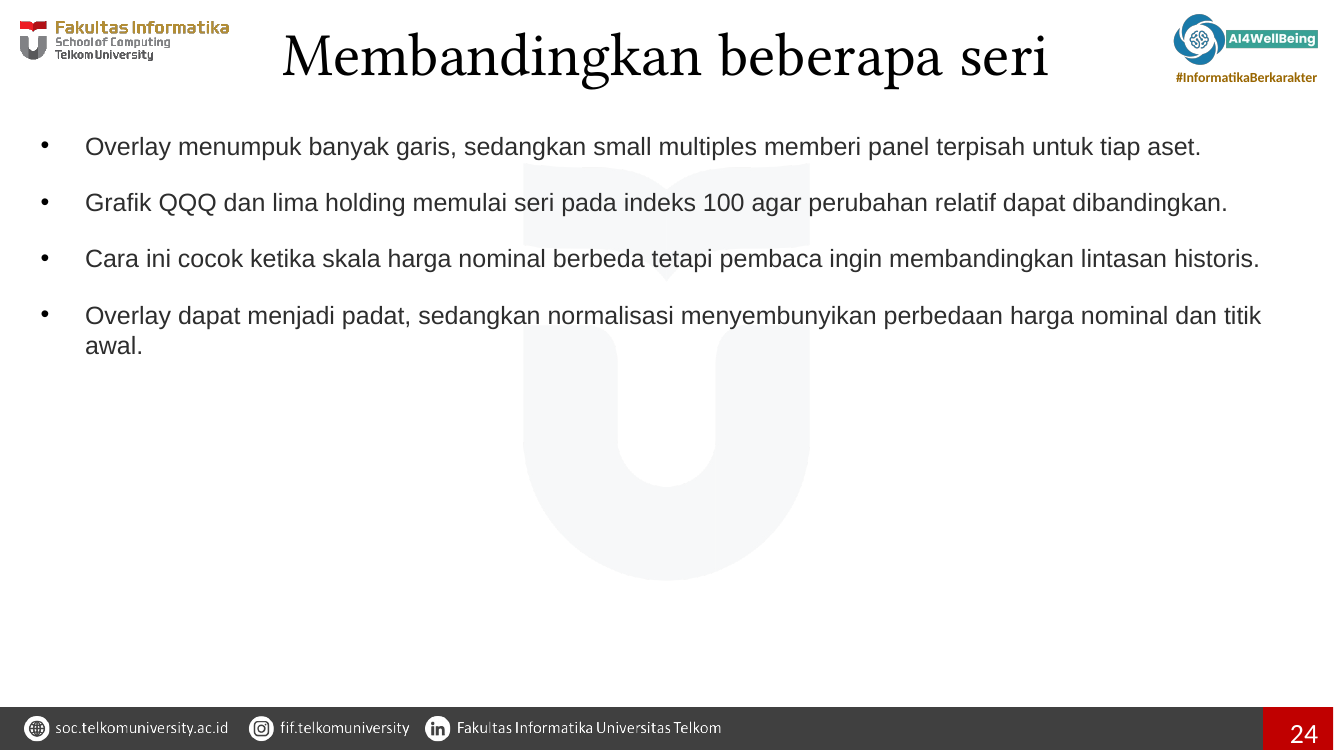 Fakultas Informatika
School of Computing
Telkom University
Membandingkan beberapa seri
AI4WellBeing
#InformatikaBerkarakter
• Overlay menumpuk banyak garis, sedangkan small multiples memberi panel terpisah untuk tiap aset.
• Grafik QQQ dan lima holding memulai seri pada indeks 100 agar perubahan relatif dapat dibandingkan.
• Cara ini cocok ketika skala harga nominal berbeda tetapi pembaca ingin membandingkan lintasan historis.
• Overlay dapat menjadi padat, sedangkan normalisasi menyembunyikan perbedaan harga nominal dan titik
awal.
soc.telkomuniversity.ac.id fif.telkomuniversity Fakultas Informatika Universitas Telkom
24